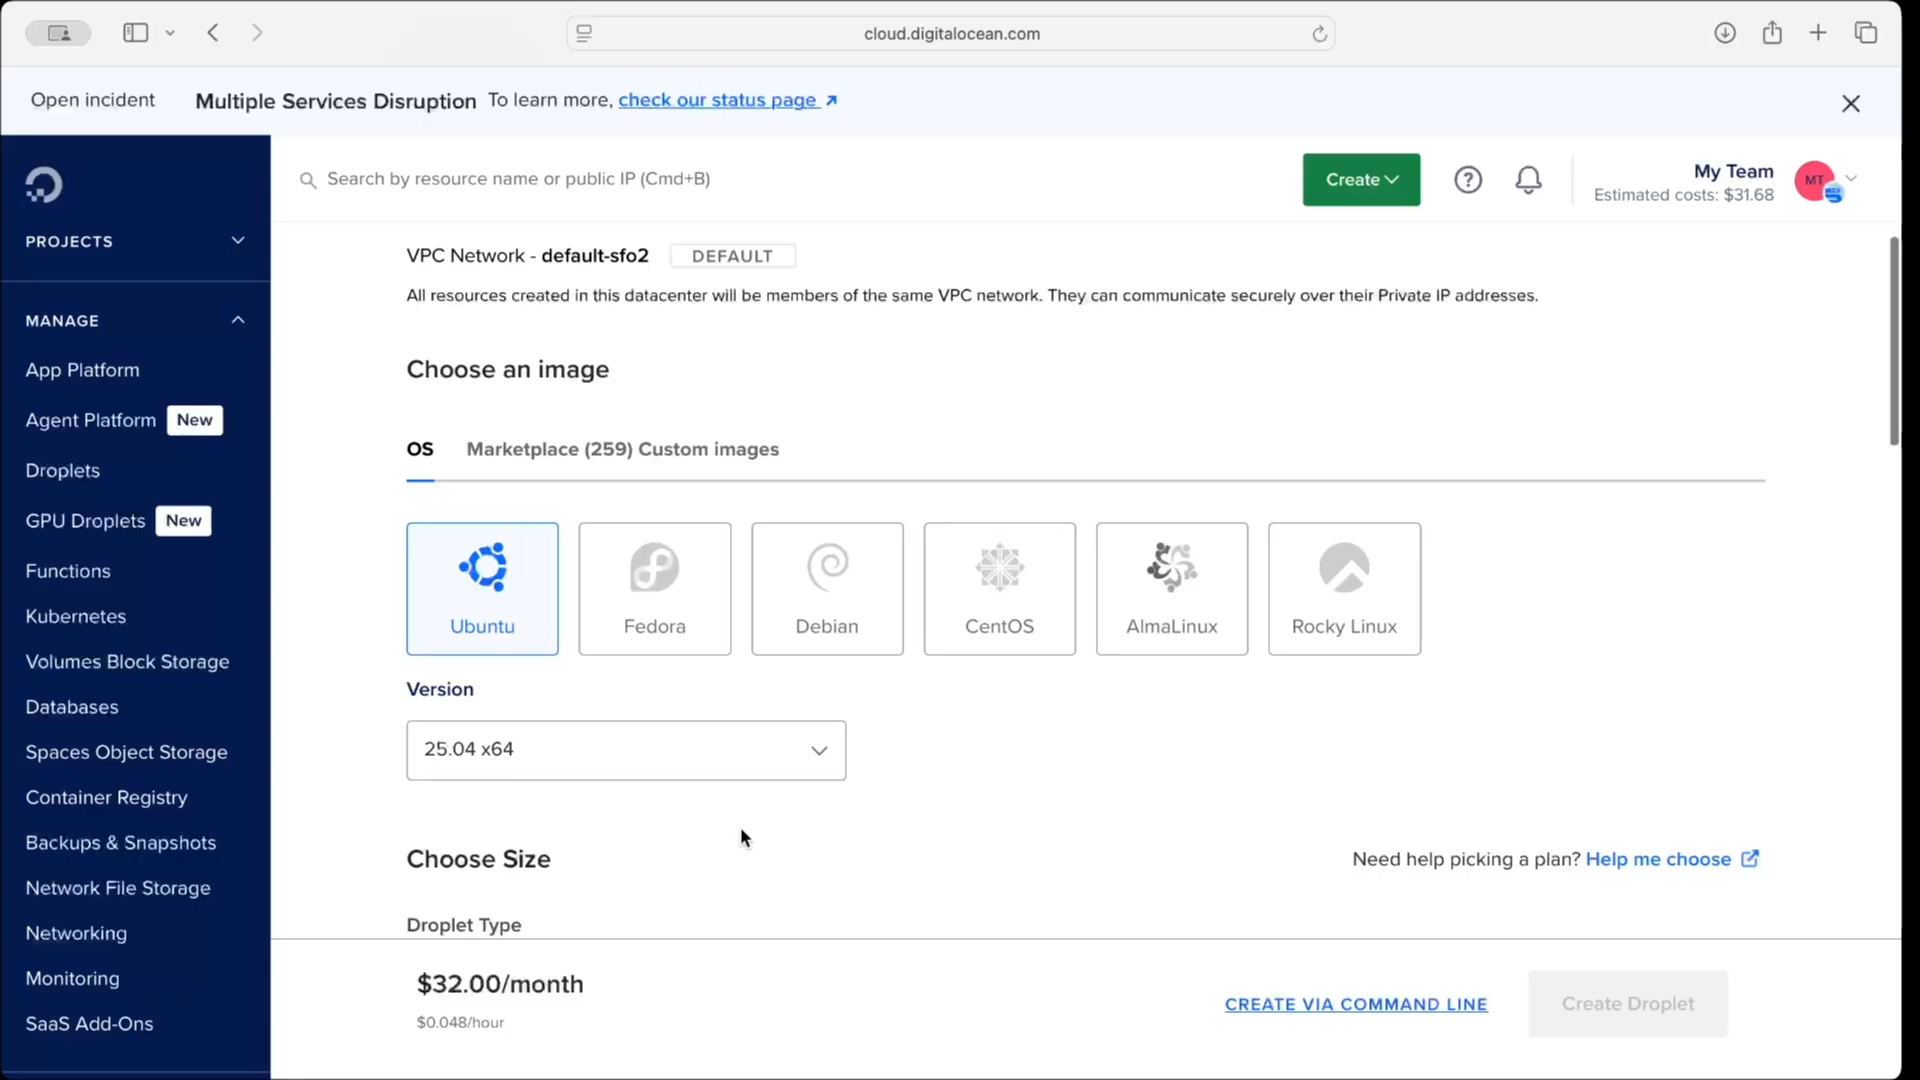 cloud.digitalocean.com
Open incident Multiple Services Disruption To learn more, check our status page
Search by resource name or public IP (Cmd+B)
Create
My Team
Estimated costs: $31.68
MT
PROJECTS
MANAGE
App Platform
Agent Platform New
Droplets
GPU Droplets New
Functions
Kubernetes
Volumes Block Storage
Databases
Spaces Object Storage
Container Registry
Backups & Snapshots
Network File Storage
Networking
Monitoring
SaaS Add-Ons
VPC Network - default-sfo2 DEFAULT
All resources created in this datacenter will be members of the same VPC network. They can communicate securely over their Private IP addresses.
Choose an image
OS Marketplace (259) Custom images
Ubuntu Fedora Debian CentOS AlmaLinux Rocky Linux
Version
25.04 x64
Choose Size
Need help picking a plan? Help me choose
Droplet Type
$32.00/month
$0.048/hour
CREATE VIA COMMAND LINE
Create Droplet